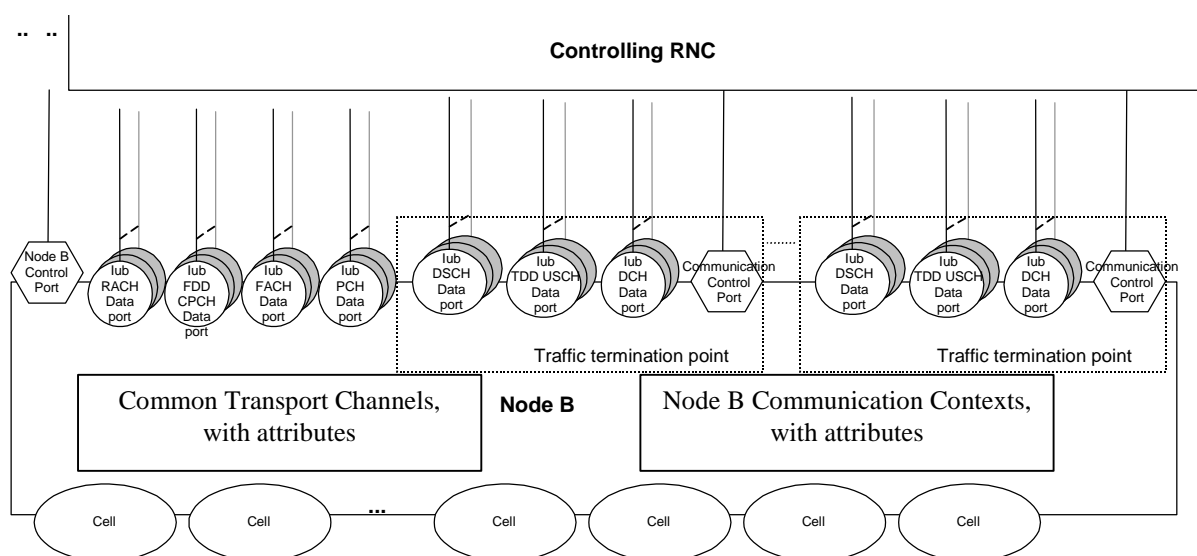 .. ..
Controlling RNC
Node B
Control
Port
Iub
RACH
Data
port
Iub
FDD
CPCH
Data
port
Iub
FACH
Data
port
Iub
PCH
Data
port
Iub
DSCH
Data
port
Iub
TDD USCH
Data
port
Iub
DCH
Data
port
Communication
Control
Port
Iub
DSCH
Data
port
Iub
TDD USCH
Data
port
Iub
DCH
Data
port
Communication
Control
Port
Traffic termination point
Traffic termination point
Common Transport Channels,
with attributes
Node B
Node B Communication Contexts,
with attributes
Cell
Cell
...
Cell
Cell
Cell
Cell